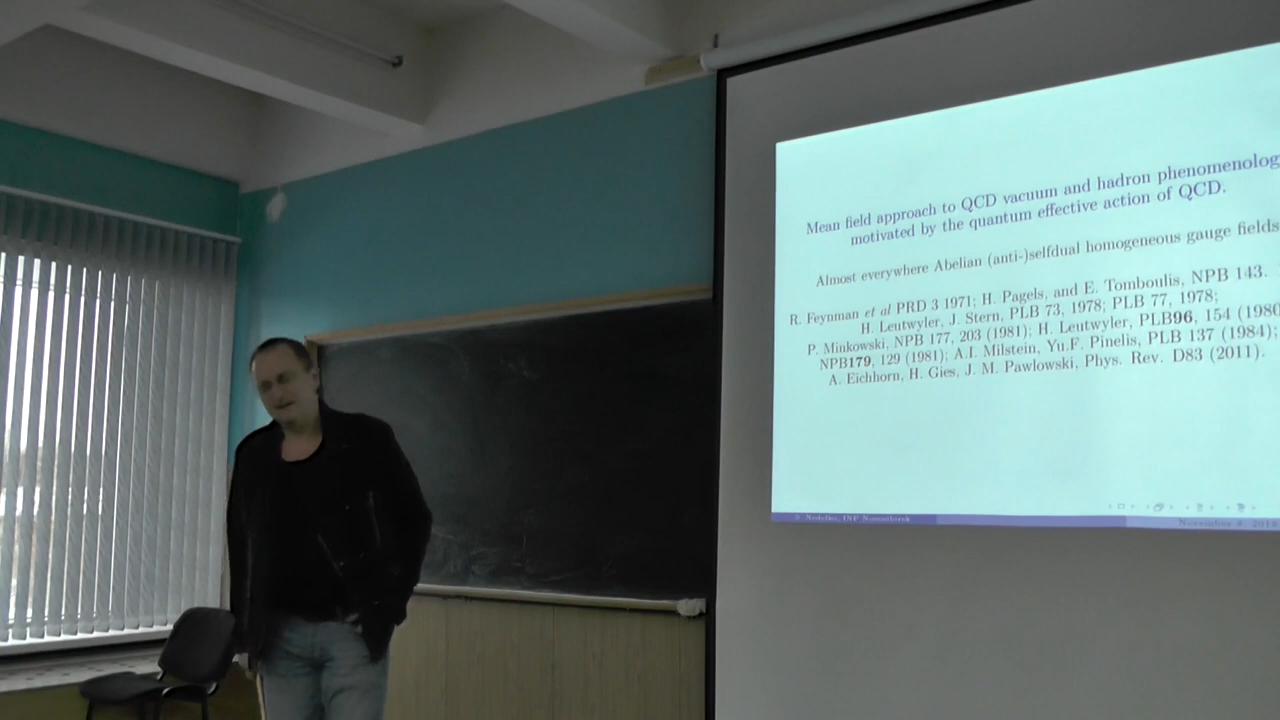 Mean field approach to QCD vacuum and hadron phenomenolog
motivated by the quantum effective action of QCD.
Almost everywhere Abelian (anti-)selfdual homogeneous gauge fields
R. Feynman et al PRD 3 1971; H. Pagels, and E. Tomboulis, NPB 143.
H. Leutwyler, J. Stern, PLB 73, 1978; PLB 77, 1978;
P. Minkowski, NPB 177, 203 (1981); H. Leutwyler, PLB96, 154 (1980
NPB179, 129 (1981); A.I. Milstein, Yu.F. Pinelis, PLB 137 (1984);
A. Eichhorn, H. Gies, J. M. Pawlowski, Phys. Rev. D83 (2011).
November